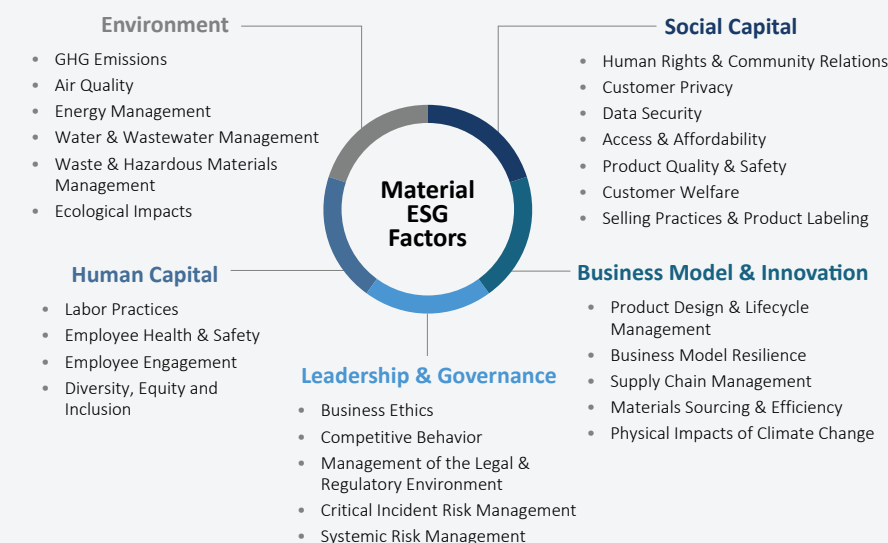 Environment
GHG Emissions
Air Quality
Energy Management
Water & Wastewater Management
Waste & Hazardous Materials
Management
Ecological Impacts
Social Capital
Human Rights & Community Relations
Customer Privacy
Data Security
Access & Affordability
Product Quality & Safety
Customer Welfare
Selling Practices & Product Labeling
Material
ESG
Factors
Human Capital
Labor Practices
Employee Health & Safety
Employee Engagement
Diversity, Equity and
Inclusion
Business Model & Innovation
Product Design & Lifecycle
Management
Business Model Resilience
Supply Chain Management
Materials Sourcing & Efficiency
Physical Impacts of Climate Change
Leadership & Governance
Business Ethics
Competitive Behavior
Management of the Legal &
Regulatory Environment
Critical Incident Risk Management
Systemic Risk Management